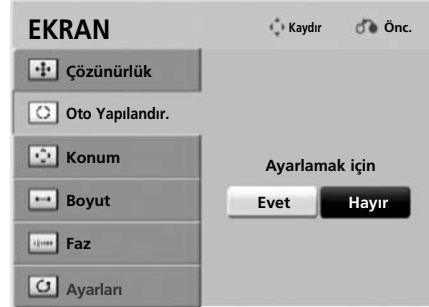 EKRAN
Kaydır
Önc.
Çözünürlük
Oto Yapılandır.
Konum
Boyut
Faz
Ayarları
Ayarlamak için
Evet
Hayır